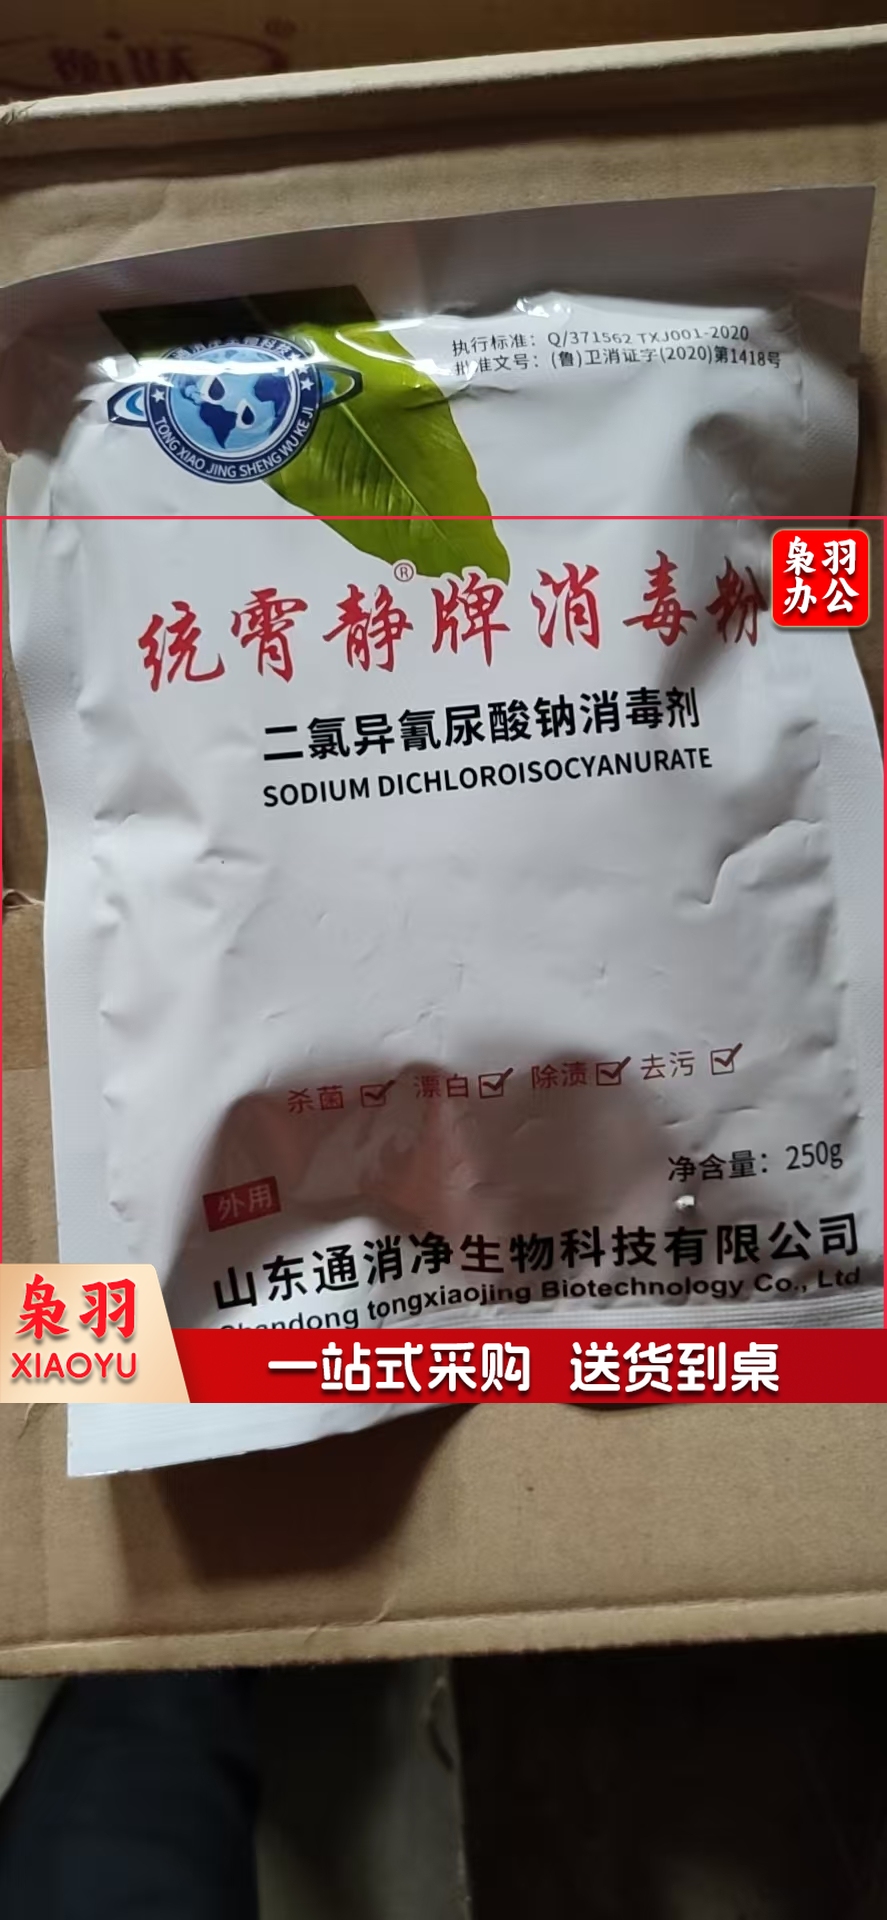 执行标准：Q/371562 TXJ001-2020
批准文号：(鲁)卫消证字(2020)第1418号
TONG XIAO JING SHENG WU KE JI
枭羽
办公
®
统霄静牌消毒粉
二氯异氰尿酸钠消毒剂
SODIUM DICHLOROISOCYANURATE
杀菌 漂白 除渍 去污
净含量：250g
外用
山东通消净生物科技有限公司
Shandong tongxiaojing Biotechnology Co., Ltd
枭羽
XIAOYU
一站式采购 送货到桌